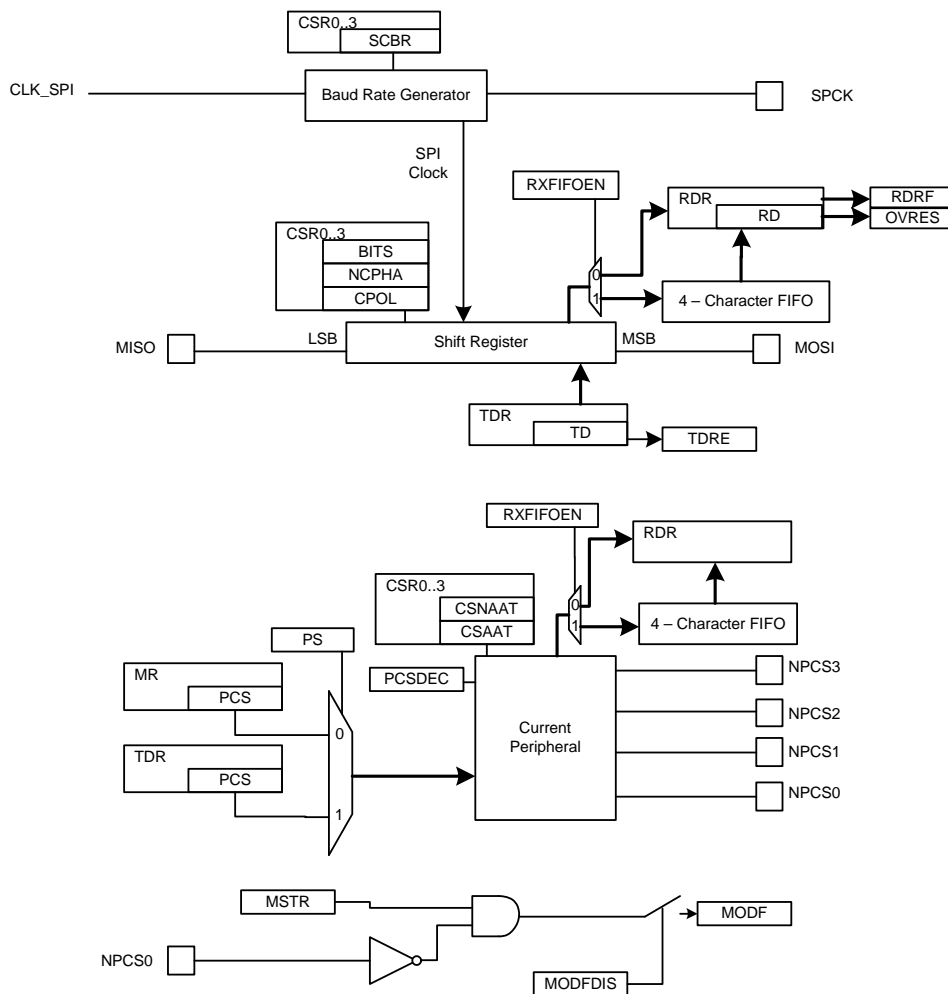 CSR0..3
SCBR
CLK_SPI
Baud Rate Generator
SPCK
SPI
Clock
RXFIFOEN
RDR
RD
RDRF
OVRES
CSR0..3
BITS
NCPHA
CPOL
0
1
4 – Character FIFO
MISO
LSB
Shift Register
MSB
MOSI
TDR
TD
TDRE
RXFIFOEN
RDR
CSR0..3
CSNAAT
CSAAT
0
1
4 – Character FIFO
PS
MR
PCS
PCSDEC
NPCS3
0
Current
Peripheral
NPCS2
TDR
PCS
NPCS1
1
NPCS0
MSTR
MODF
NPCS0
MODFDIS